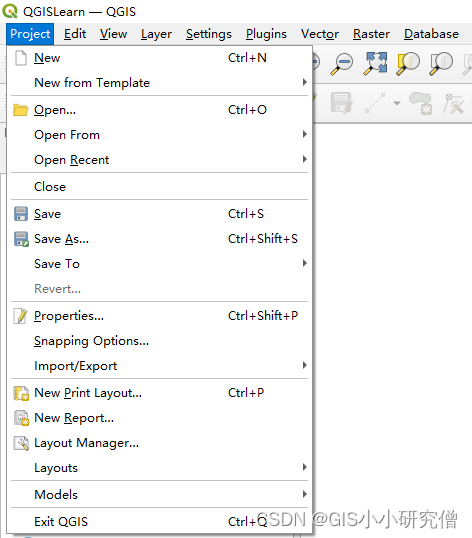 QGISLearn — QGIS
Project Edit View Layer Settings Plugins Vector Raster Database
New Ctrl+N
New from Template
Open... Ctrl+O
Open From
Open Recent
Close
Save Ctrl+S
Save As... Ctrl+Shift+S
Save To
Revert...
Properties... Ctrl+Shift+P
Snapping Options...
Import/Export
New Print Layout... Ctrl+P
New Report...
Layout Manager...
Layouts
Models
Exit QGIS Ctrl+Q
CSDN @GIS小小研究僧